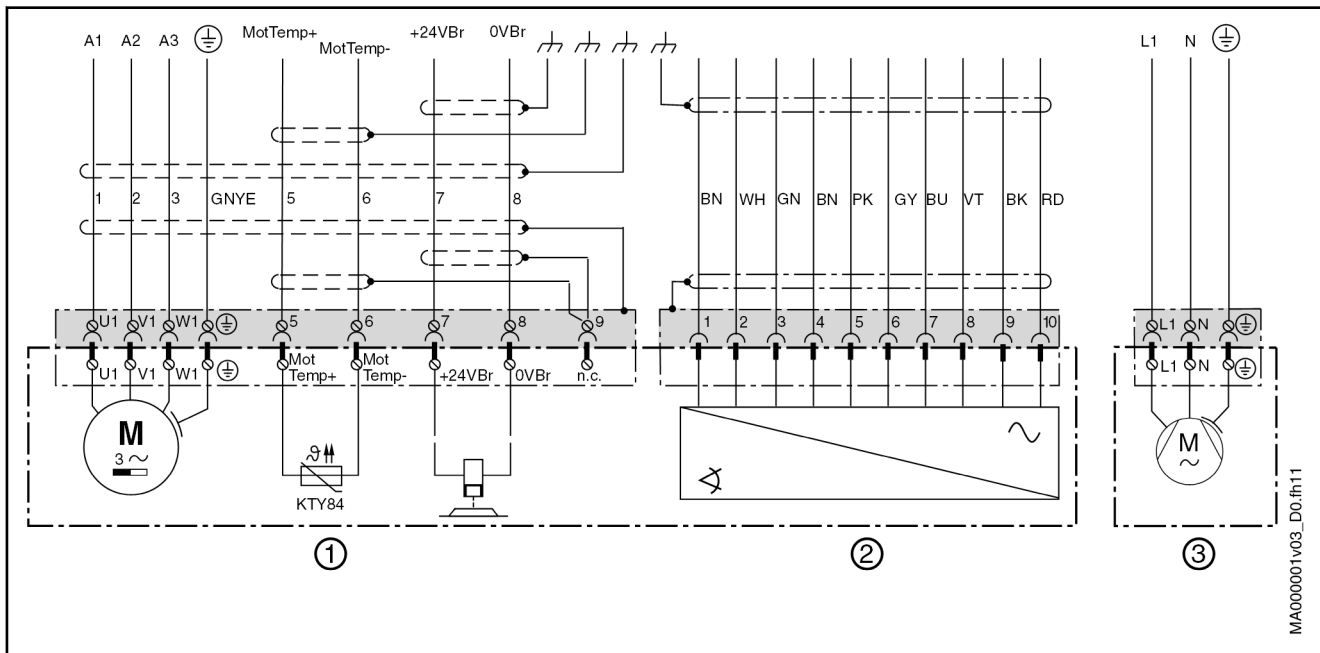 A1 A2 A3 MotTemp+ MotTemp- +24VBr 0VBr L1 N
1 2 3 GNYE 5 6 7 8 BN WH GN BN PK GY BU VT BK RD
U1 V1 W1 5 6 7 8 9 1 2 3 4 5 6 7 8 9 10 L1 N
U1 V1 W1 Mot Temp+ Mot Temp- +24VBr 0VBr n.c. L1 N
M
3 ~
KTY84
M
~
1 2 3
MA000001v03_D0.fh11